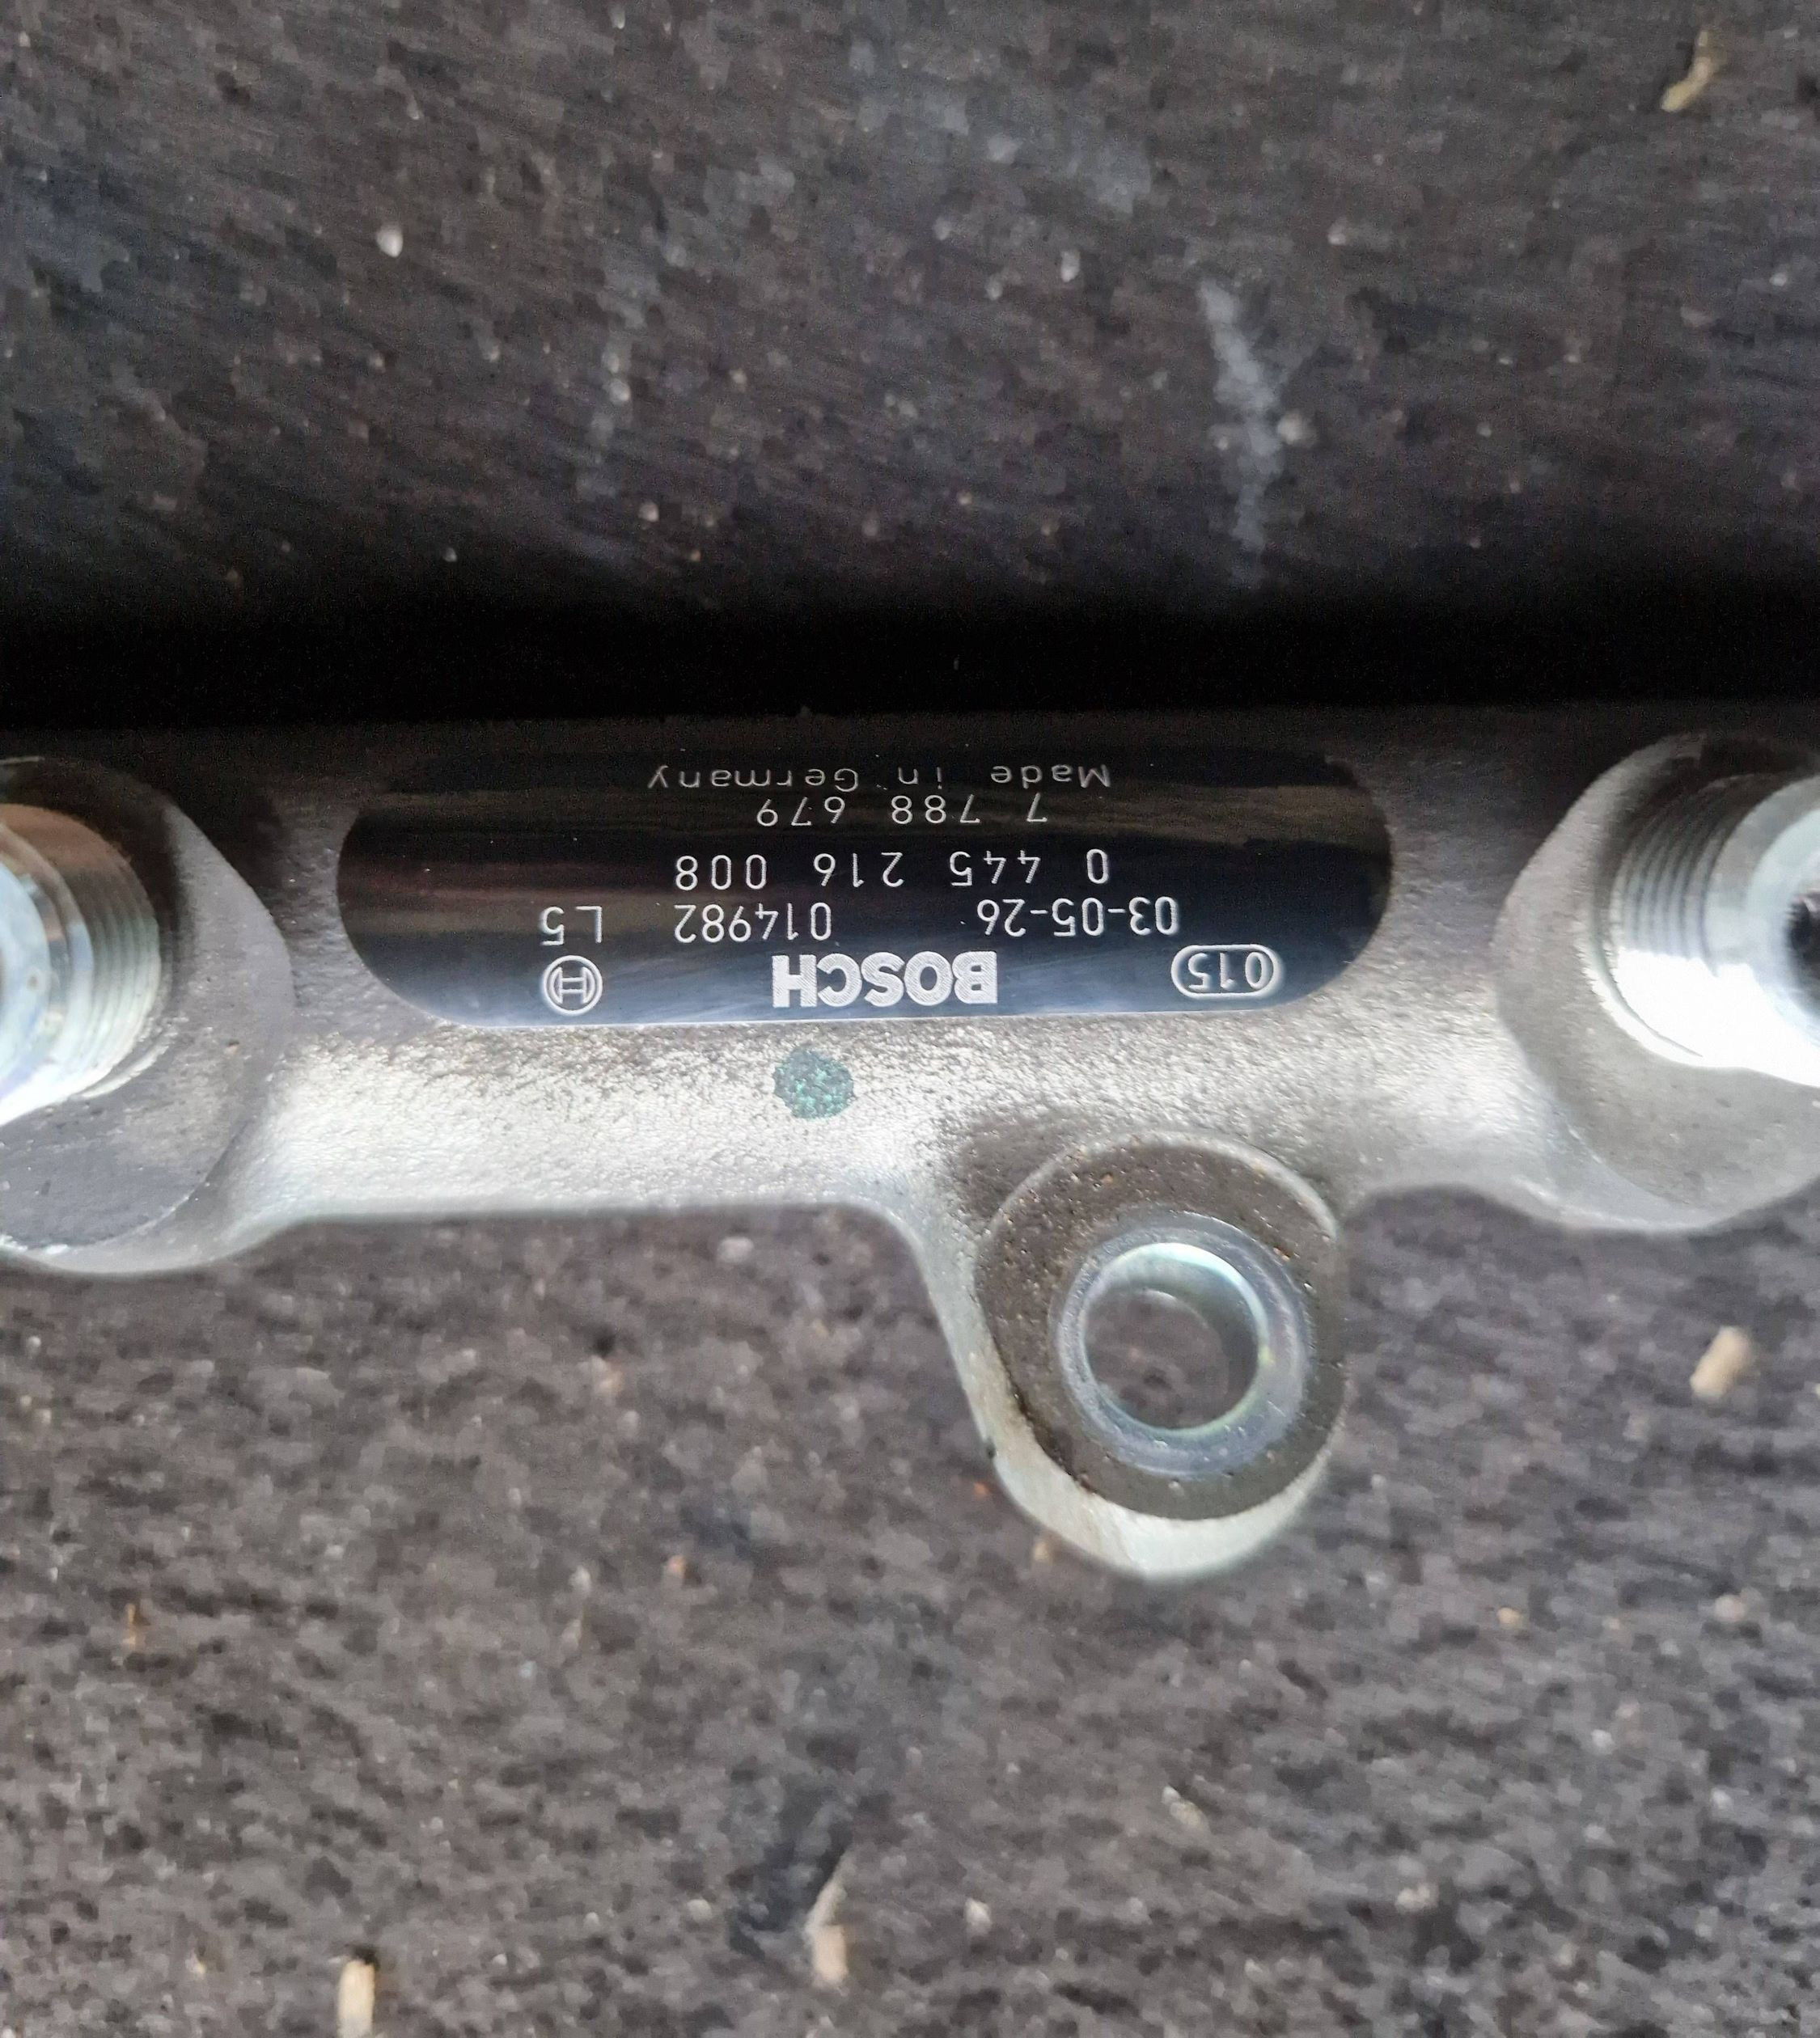 015 BOSCH
03-05-26 014982 L5
0 445 216 008
7 788 679
Made in Germany